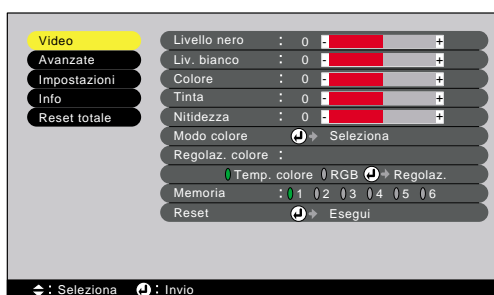 Video
Avanzate
Impostazioni
Info
Reset totale
Livello nero : 0 - +
Liv. bianco : 0 - +
Colore : 0 - +
Tinta : 0 - +
Nitidezza : 0 - +
Modo colore Seleziona
Regolaz. colore :
Temp. colore RGB Regolaz.
Memoria : 1 2 3 4 5 6
Reset Esegui
: Seleziona : Invio